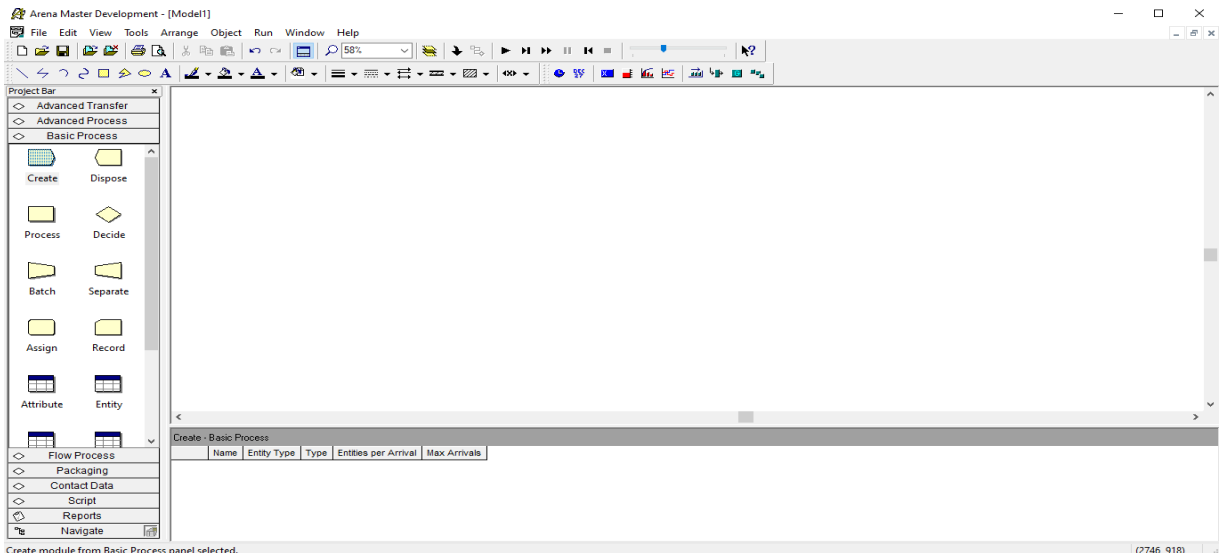 Arena Master Development - [Model1]
File Edit View Tools Arrange Object Run Window Help
58%
Project Bar
Advanced Transfer
Advanced Process
Basic Process
Create Dispose
Process Decide
Batch Separate
Assign Record
Attribute Entity
Flow Process
Packaging
Contact Data
Script
Reports
Navigate
Create - Basic Process
Name Entity Type Type Entities per Arrival Max Arrivals
Create module from Basic Process panel selected.
(2746, 918)